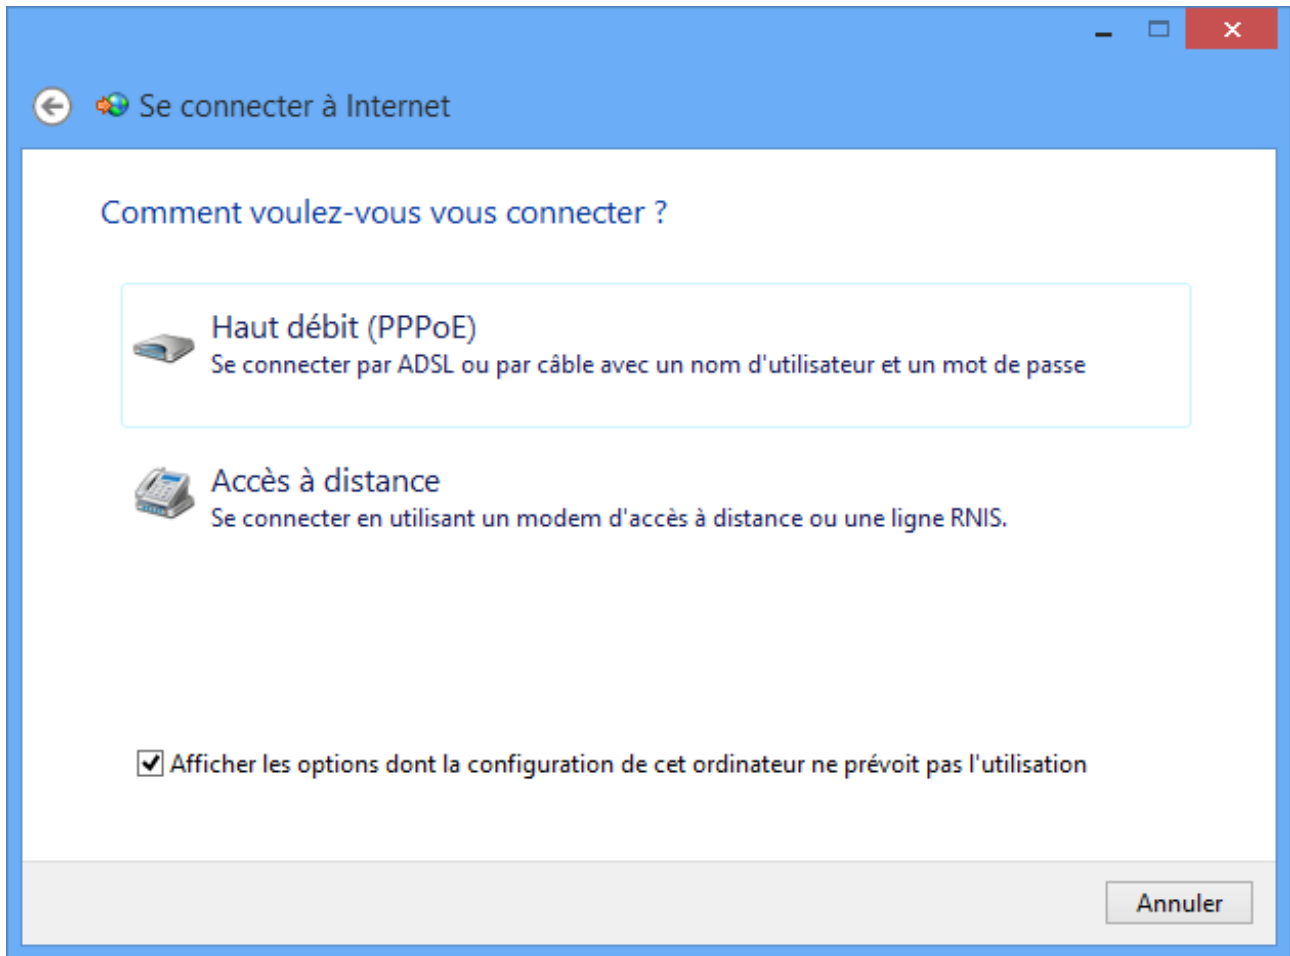 Se connecter à Internet
Comment voulez-vous vous connecter ?
Haut débit (PPPoE)
Se connecter par ADSL ou par câble avec un nom d'utilisateur et un mot de passe
Accès à distance
Se connecter en utilisant un modem d'accès à distance ou une ligne RNIS.
Afficher les options dont la configuration de cet ordinateur ne prévoit pas l'utilisation
Annuler